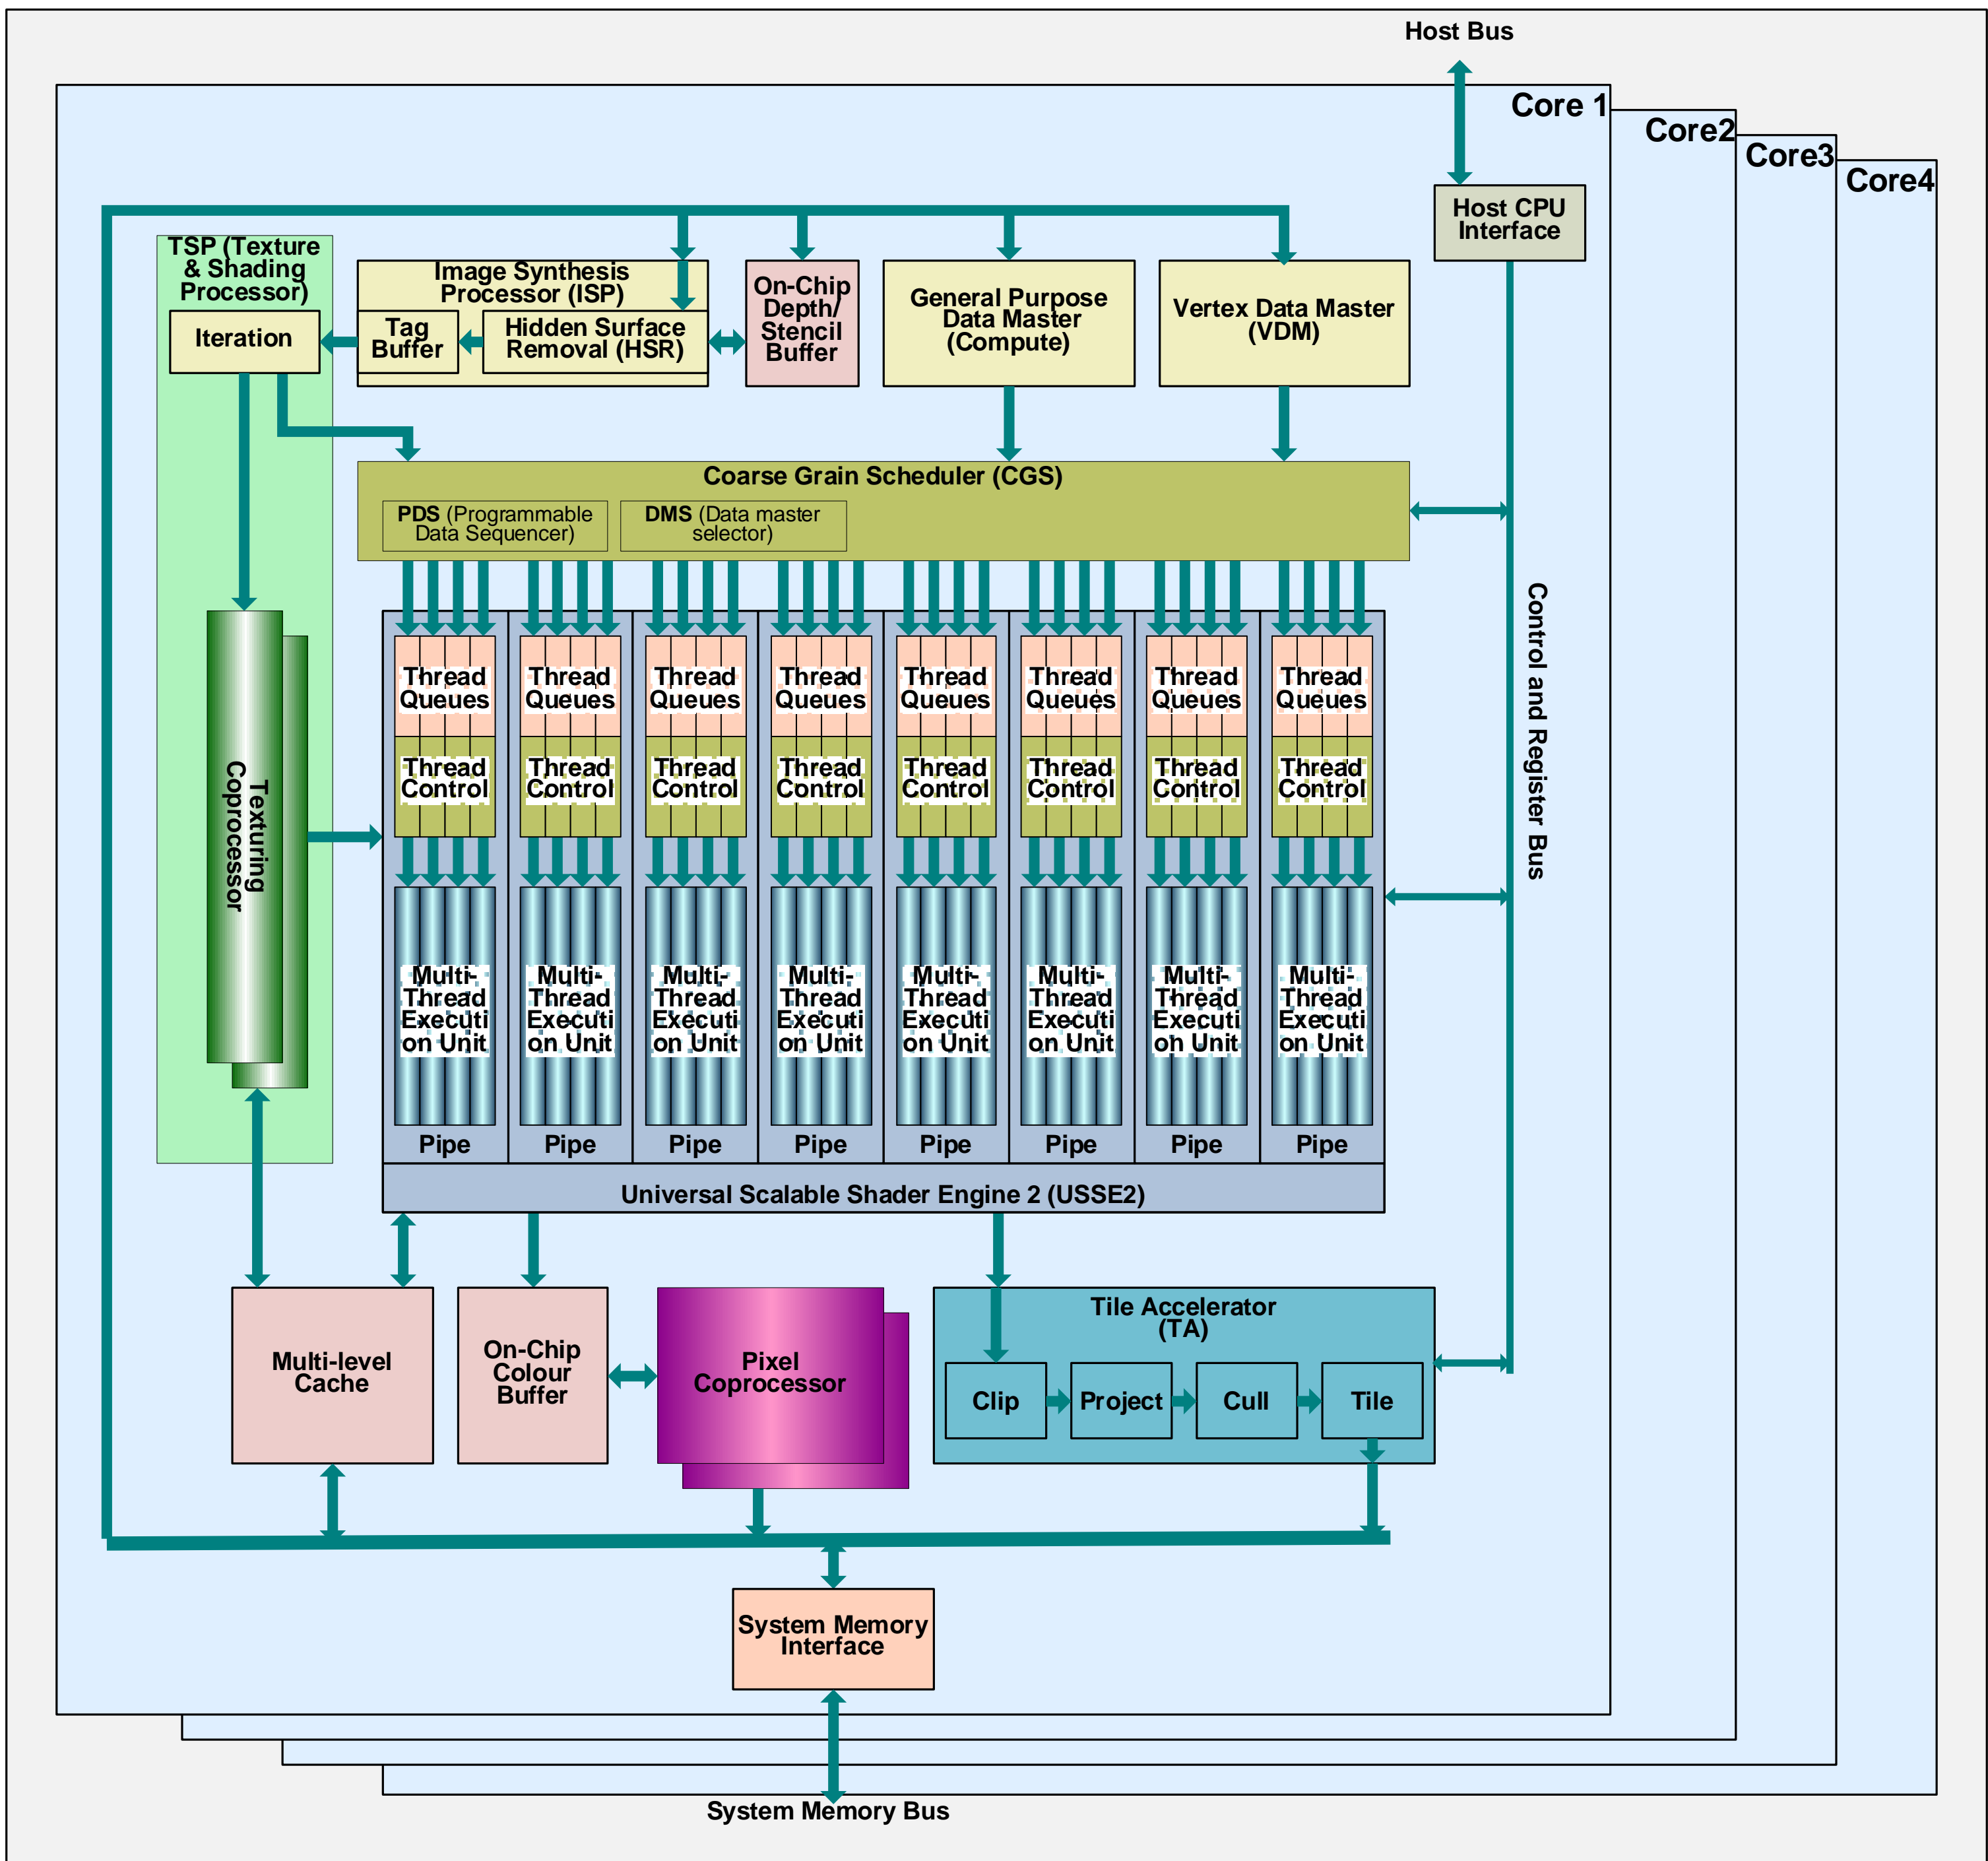 Host Bus
Core 1
Core2
Core3
Core4
Host CPU
Interface
TSP (Texture
& Shading
Processor)
Iteration
Image Synthesis
Processor (ISP)
Tag
Buffer
Hidden Surface
Removal (HSR)
On-Chip
Depth/
Stencil
Buffer
General Purpose
Data Master
(Compute)
Vertex Data Master
(VDM)
Coarse Grain Scheduler (CGS)
PDS (Programmable
Data Sequencer)
DMS (Data master
selector)
Control and Register Bus
Texturing
Coprocessor
Thread
Queues
Thread
Queues
Thread
Queues
Thread
Queues
Thread
Queues
Thread
Queues
Thread
Queues
Thread
Queues
Thread
Control
Thread
Control
Thread
Control
Thread
Control
Thread
Control
Thread
Control
Thread
Control
Thread
Control
Multi-
Thread
Executi
on Unit
Multi-
Thread
Executi
on Unit
Multi-
Thread
Executi
on Unit
Multi-
Thread
Executi
on Unit
Multi-
Thread
Executi
on Unit
Multi-
Thread
Executi
on Unit
Multi-
Thread
Executi
on Unit
Multi-
Thread
Executi
on Unit
Pipe
Pipe
Pipe
Pipe
Pipe
Pipe
Pipe
Pipe
Universal Scalable Shader Engine 2 (USSE2)
Multi-level
Cache
On-Chip
Colour
Buffer
Pixel
Coprocessor
Tile Accelerator
(TA)
Clip
Project
Cull
Tile
System Memory
Interface
System Memory Bus